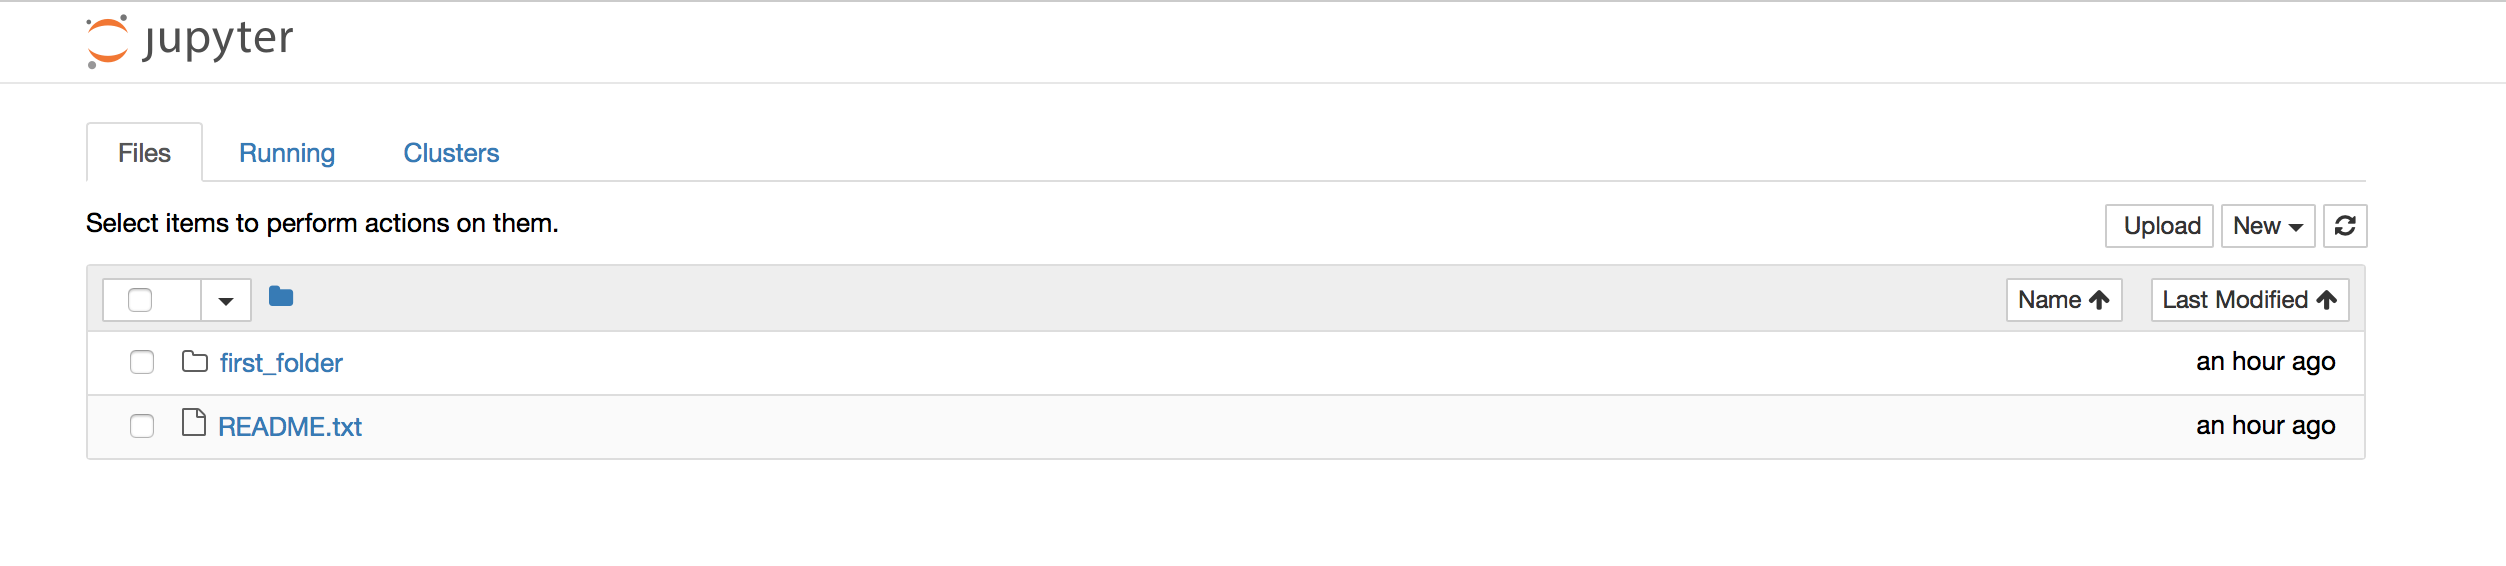 jupyter
Files Running Clusters
Select items to perform actions on them.
Upload New
Name Last Modified
first_folder an hour ago
README.txt an hour ago